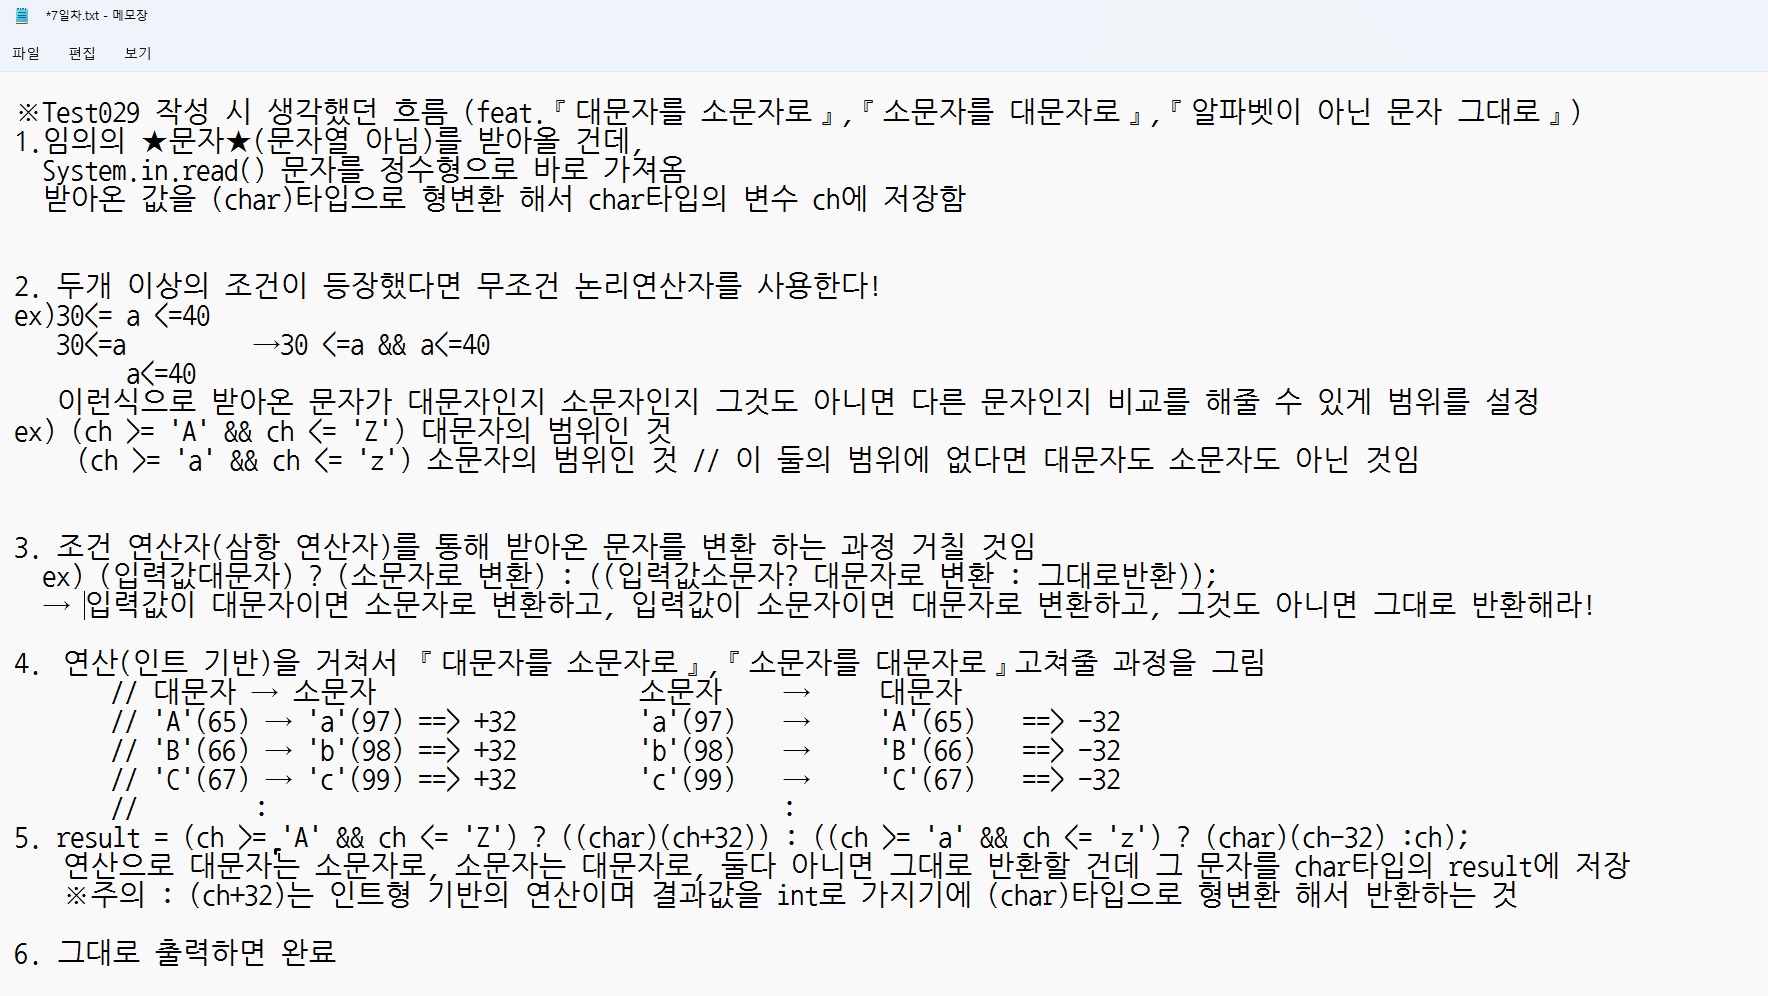 *7일차.txt - 메모장
파일 편집 보기
※Test029 작성 시 생각했던 흐름 (feat.『대문자를 소문자로』,『소문자를 대문자로』,『알파벳이 아닌 문자 그대로』)
1.임의의 ★문자★(문자열 아님)를 받아올 건데,
System.in.read() 문자를 정수형으로 바로 가져옴
받아온 값을 (char)타입으로 형변환 해서 char타입의 변수 ch에 저장함
2. 두개 이상의 조건이 등장했다면 무조건 논리연산자를 사용한다!
ex)30<= a <=40
30<=a →30 <=a && a<=40
a<=40
이런식으로 받아온 문자가 대문자인지 소문자인지 그것도 아니면 다른 문자인지 비교를 해줄 수 있게 범위를 설정
ex) (ch >= 'A' && ch <= 'Z') 대문자의 범위인 것
(ch >= 'a' && ch <= 'z') 소문자의 범위인 것 // 이 둘의 범위에 없다면 대문자도 소문자도 아닌 것임
3. 조건 연산자(삼항 연산자)를 통해 받아온 문자를 변환 하는 과정 거칠 것임
ex) (입력값대문자) ? (소문자로 변환) : ((입력값소문자? 대문자로 변환 : 그대로반환));
→ 입력값이 대문자이면 소문자로 변환하고, 입력값이 소문자이면 대문자로 변환하고, 그것도 아니면 그대로 반환해라!
4. 연산(인트 기반)을 거쳐서 『대문자를 소문자로』,『소문자를 대문자로』고쳐줄 과정을 그림
// 대문자 → 소문자 소문자 → 대문자
// 'A'(65) → 'a'(97) ==> +32 'a'(97) → 'A'(65) ==> -32
// 'B'(66) → 'b'(98) ==> +32 'b'(98) → 'B'(66) ==> -32
// 'C'(67) → 'c'(99) ==> +32 'c'(99) → 'C'(67) ==> -32
// : :
5. result = (ch >= 'A' && ch <= 'Z') ? ((char)(ch+32)) : ((ch >= 'a' && ch <= 'z') ? (char)(ch-32) :ch);
연산으로 대문자는 소문자로, 소문자는 대문자로, 둘다 아니면 그대로 반환할 건데 그 문자를 char타입의 result에 저장
※주의 : (ch+32)는 인트형 기반의 연산이며 결과값을 int로 가지기에 (char)타입으로 형변환 해서 반환하는 것
6. 그대로 출력하면 완료